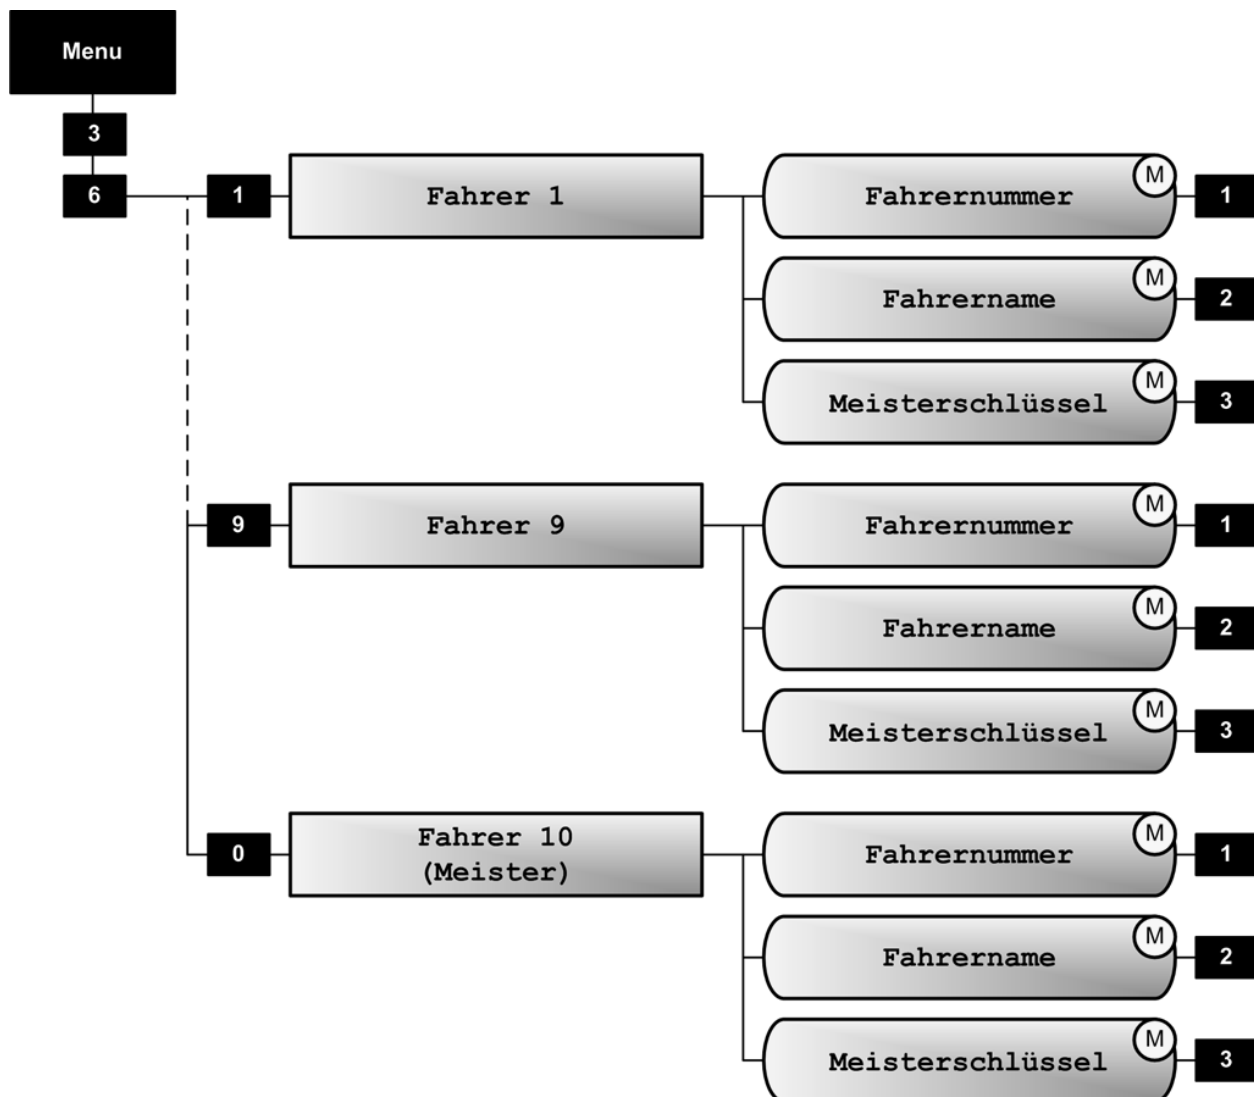 Menu
3
6
1
Fahrer 1
Fahrernummer
M
1
Fahrername
M
2
Meisterschlüssel
M
3
9
Fahrer 9
Fahrernummer
M
1
Fahrername
M
2
Meisterschlüssel
M
3
0
Fahrer 10
(Meister)
Fahrernummer
M
1
Fahrername
M
2
Meisterschlüssel
M
3